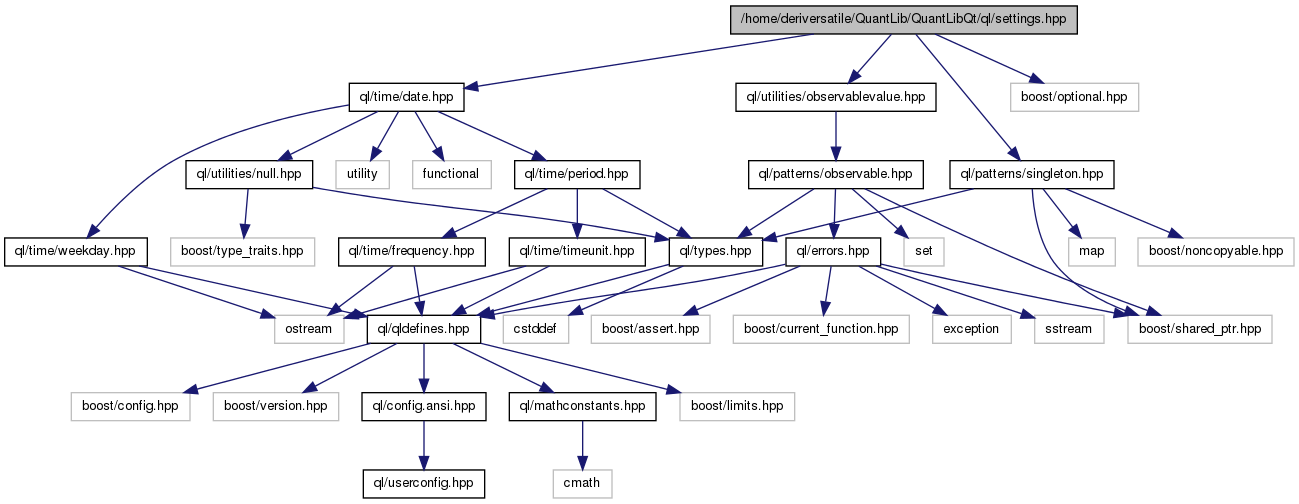 /home/deriversatile/QuantLib/QuantLibQt/ql/settings.hpp
ql/time/date.hpp
ql/utilities/observablevalue.hpp
boost/optional.hpp
ql/utilities/null.hpp
utility
functional
ql/time/period.hpp
ql/patterns/observable.hpp
ql/patterns/singleton.hpp
ql/time/weekday.hpp
boost/type_traits.hpp
ql/time/frequency.hpp
ql/time/timeunit.hpp
ql/types.hpp
ql/errors.hpp
set
map
boost/noncopyable.hpp
ostream
ql/qldefines.hpp
cstddef
boost/assert.hpp
boost/current_function.hpp
exception
sstream
boost/shared_ptr.hpp
boost/config.hpp
boost/version.hpp
ql/config.ansi.hpp
ql/mathconstants.hpp
boost/limits.hpp
ql/userconfig.hpp
cmath